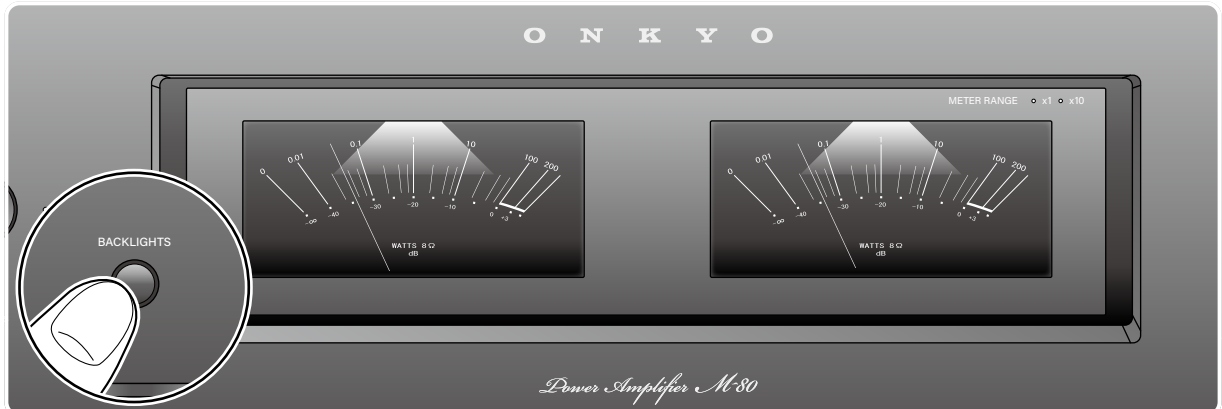 O N K Y O
METER RANGE x1 x10
0 0.01 0.1 1 10 100 200
-∞ -40 -30 -20 -10 0 +3
WATTS 8Ω
dB
0 0.01 0.1 1 10 100 200
-∞ -40 -30 -20 -10 0 +3
WATTS 8Ω
dB
BACKLIGHTS
Power Amplifier M-80